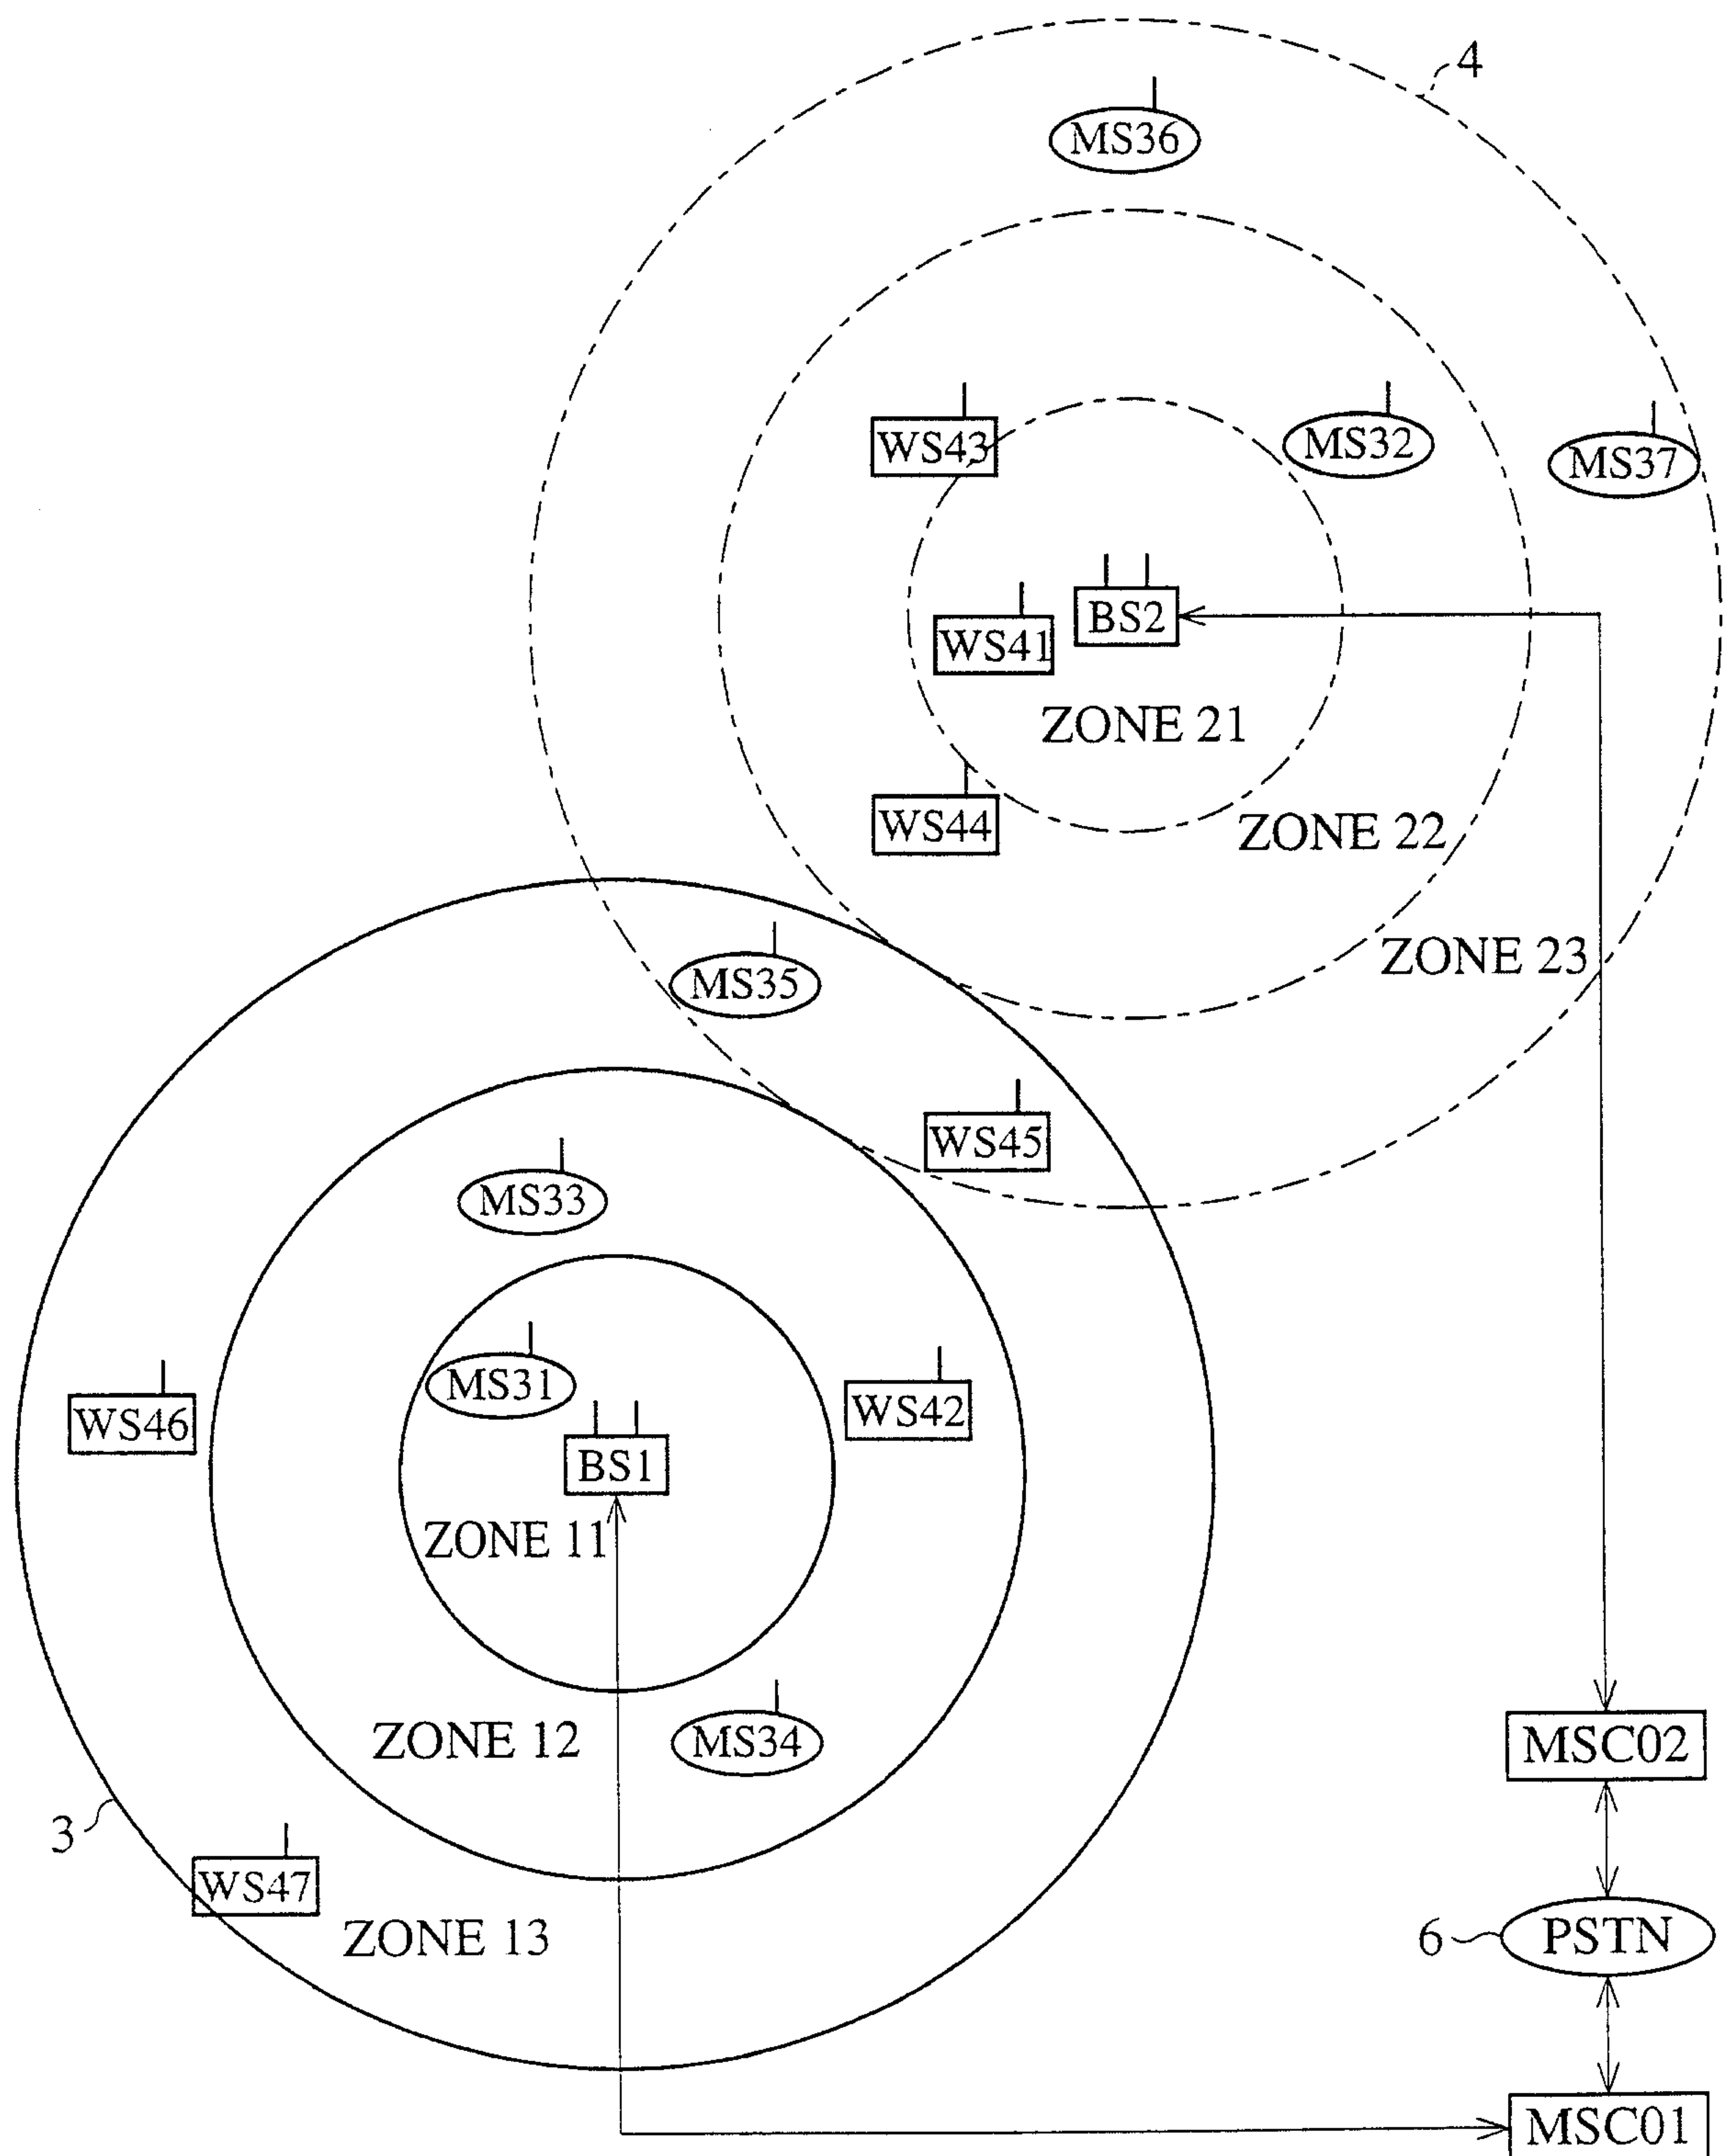 4
MS36
WS43
MS32
MS37
BS2
WS41
ZONE 21
WS44
ZONE 22
ZONE 23
MS35
WS45
MS33
MS31
WS46
WS42
BS1
ZONE 11
ZONE 12
MS34
MSC02
3
WS47
ZONE 13
6
PSTN
MSC01